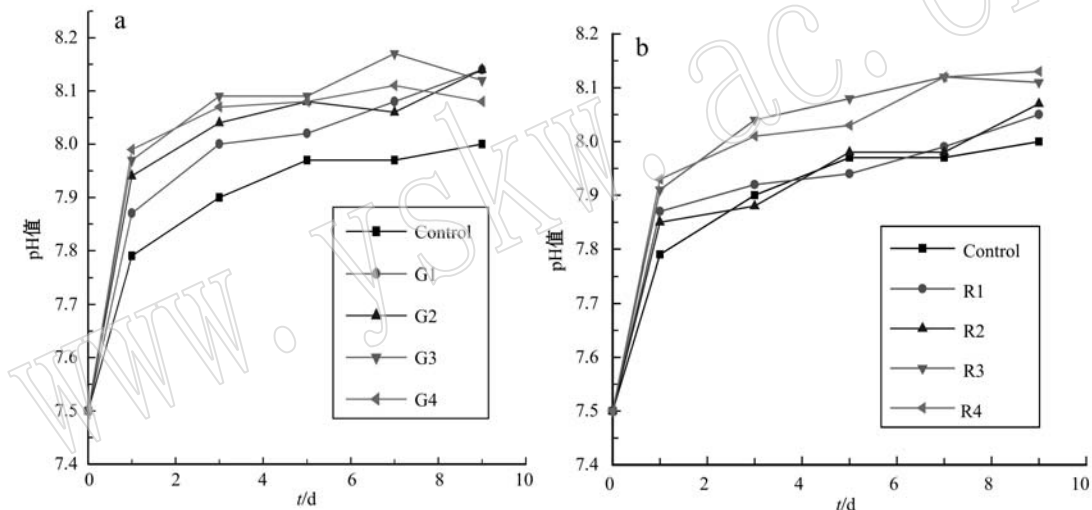 a
8.2
8.1
8.0
7.9
7.8
7.7
7.6
7.5
7.4
pH值
0 2 4 6 8 10
t/d
Control
G1
G2
G3
G4
b
8.2
8.1
8.0
7.9
7.8
7.7
7.6
7.5
7.4
pH值
0 2 4 6 8 10
t/d
Control
R1
R2
R3
R4
www.yskw.ac.c